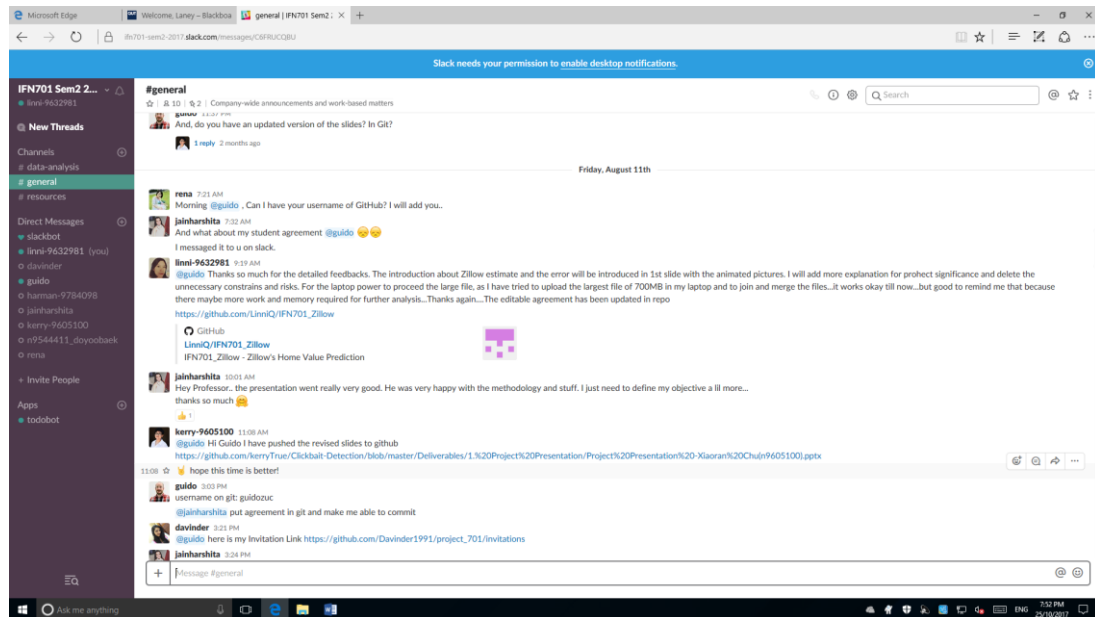 Microsoft Edge
Welcome, Laney – Blackboa
general | IFN701 Sem2 2
ifn701-sem2-2017.slack.com/messages/C6FRUCQBU
Slack needs your permission to enable desktop notifications.
IFN701 Sem2 2...
linni-9632981
New Threads
Channels
# data-analysis
# general
# resources
Direct Messages
slackbot
linni-9632981 (you)
davinder
guido
harman-9784098
jainharshita
kerry-9605100
n9544411_doyoobaek
rena
+ Invite People
Apps
todobot
#general
10 | 2 | Company-wide announcements and work-based matters
Search
guido 11:37 PM
And, do you have an updated version of the slides? In Git?
1 reply 2 months ago
Friday, August 11th
rena 7:21 AM
Morning @guido , Can I have your username of GitHub? I will add you..
jainharshita 7:32 AM
And what about my student agreement @guido
I messaged it to u on slack.
linni-9632981 9:19 AM
@guido Thanks so much for the detailed feedbacks. The introduction about Zillow estimate and the error will be introduced in 1st slide with the animated pictures. I will add more explanation for prohect significance and delete the
unnecessary constrains and risks. For the laptop power to proceed the large file, as I have tried to upload the largest file of 700MB in my laptop and to join and merge the files...it works okay till now...but good to remind me that because
there maybe more work and memory required for further analysis...Thanks again....The editable agreement has been updated in repo
https://github.com/LinniQ/IFN701_Zillow
GitHub
LinniQ/IFN701_Zillow
IFN701_Zillow - Zillow's Home Value Prediction
jainharshita 10:01 AM
Hey Professor.. the presentation went really very good. He was very happy with the methodology and stuff. I just need to define my objective a lil more...
thanks so much
1
kerry-9605100 11:08 AM
@guido Hi Guido I have pushed the revised slides to github
https://github.com/kerryTrue/Clickbait-Detection/blob/master/Deliverables/1.%20Project%20Presentation/Project%20Presentation%20-Xiaoran%20Chu(n9605100).pptx
11:08 hope this time is better!
guido 3:03 PM
username on git: guidozuc
@jainharshita put agreement in git and make me able to commit
davinder 3:21 PM
@guido here is my Invitation Link https://github.com/Davinder1991/project_701/invitations
jainharshita 3:24 PM
Message #general
Ask me anything
ENG
7:52 PM
25/10/2017